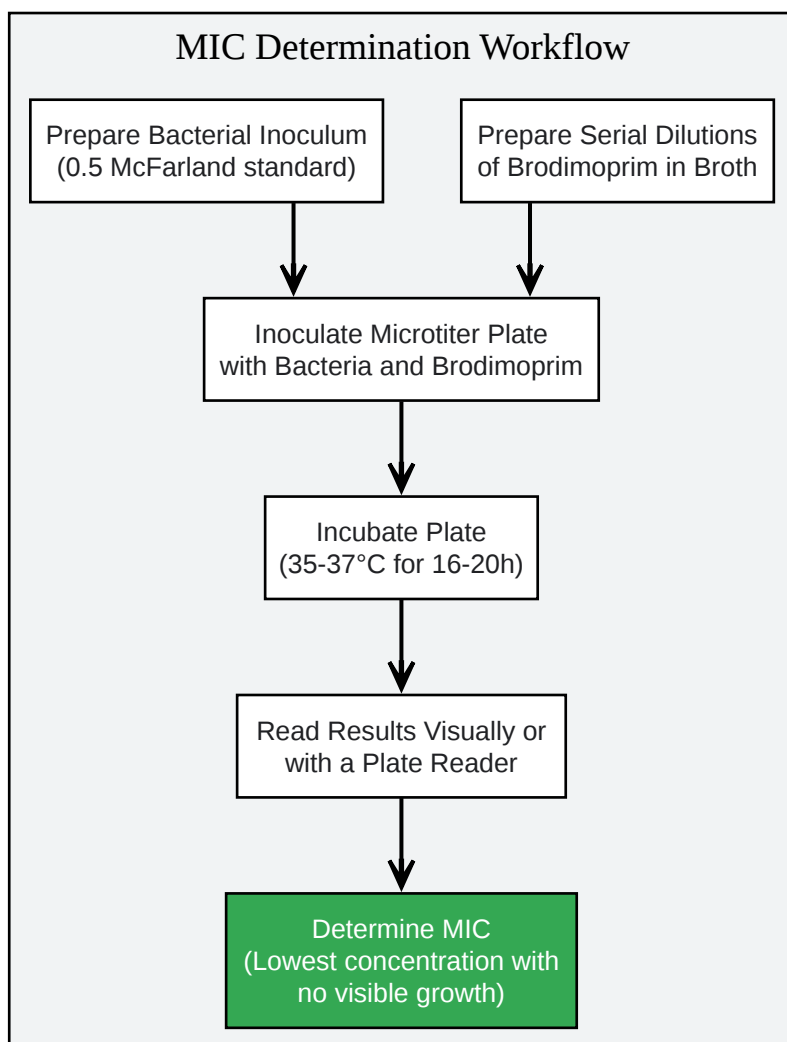 MIC Determination Workflow
Prepare Bacterial Inoculum
(0.5 McFarland standard)
Prepare Serial Dilutions
of Brodimoprim in Broth
Inoculate Microtiter Plate
with Bacteria and Brodimoprim
Incubate Plate
(35-37°C for 16-20h)
Read Results Visually or
with a Plate Reader
Determine MIC
(Lowest concentration with
no visible growth)